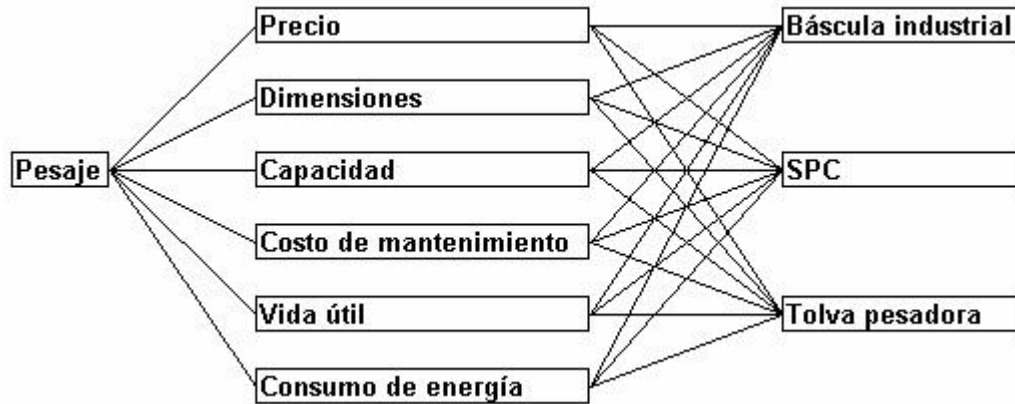 Pesaje
Precio
Dimensiones
Capacidad
Costo de mantenimiento
Vida útil
Consumo de energía
Báscula industrial
SPC
Tolva pesadora